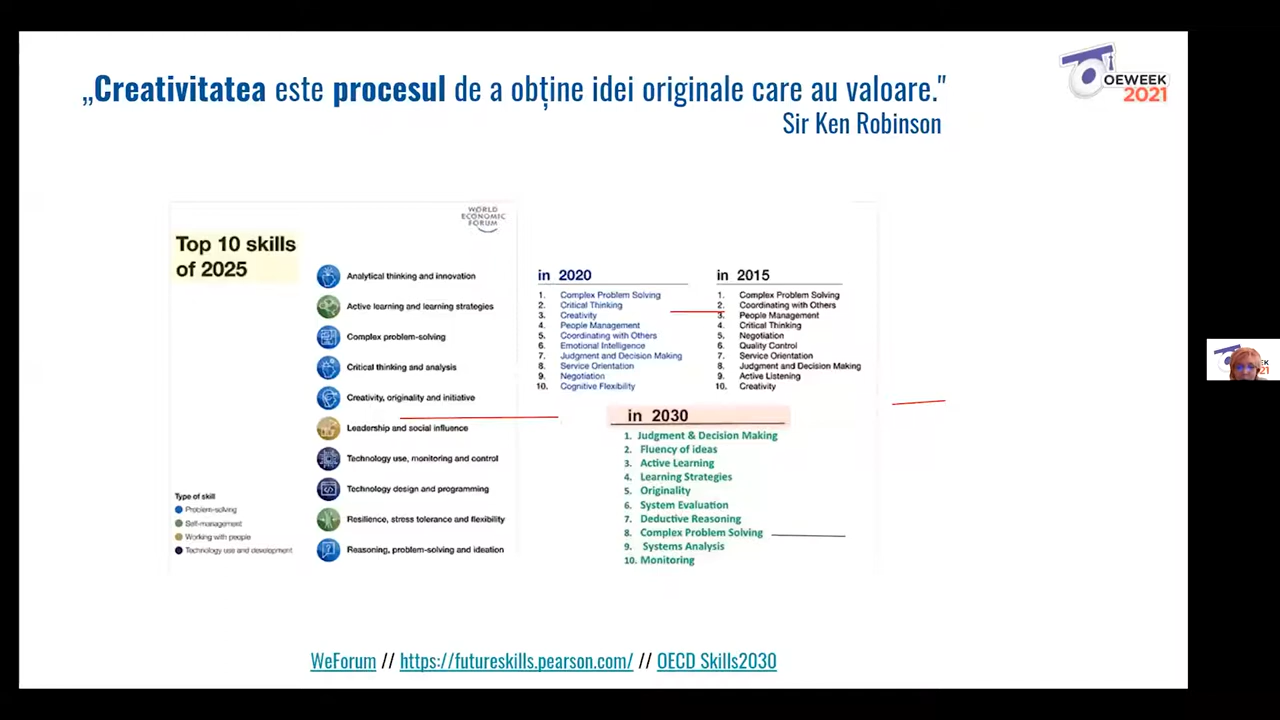 „Creativitatea este procesul de a obține idei originale care au valoare."
Sir Ken Robinson
OEWEEK
2021
WORLD
ECONOMIC
FORUM
Top 10 skills
of 2025
Analytical thinking and innovation
Active learning and learning strategies
Complex problem-solving
Critical thinking and analysis
Creativity, originality and initiative
Leadership and social influence
Technology use, monitoring and control
Technology design and programming
Resilience, stress tolerance and flexibility
Reasoning, problem-solving and ideation
Type of skill
Problem-solving
Self-management
Working with people
Technology use and development
in 2020
1. Complex Problem Solving
2. Critical Thinking
3. Creativity
4. People Management
5. Coordinating with Others
6. Emotional Intelligence
7. Judgment and Decision Making
8. Service Orientation
9. Negotiation
10. Cognitive Flexibility
in 2015
1. Complex Problem Solving
2. Coordinating with Others
3. People Management
4. Critical Thinking
5. Negotiation
6. Quality Control
7. Service Orientation
8. Judgment and Decision Making
9. Active Listening
10. Creativity
in 2030
1. Judgment & Decision Making
2. Fluency of ideas
3. Active Learning
4. Learning Strategies
5. Originality
6. System Evaluation
7. Deductive Reasoning
8. Complex Problem Solving
9. Systems Analysis
10. Monitoring
WeForum // https://futureskills.pearson.com/ // OECD Skills2030